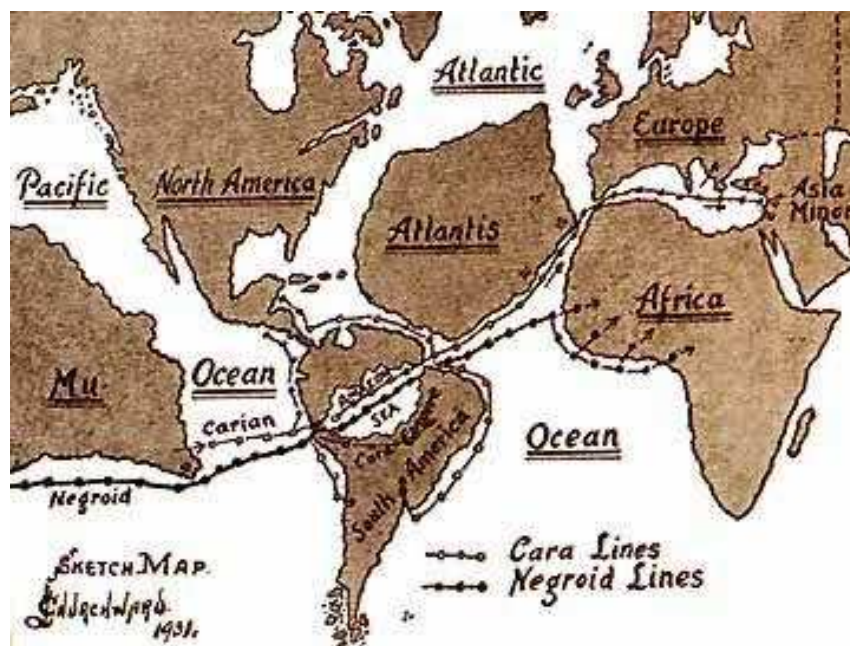 Atlantic
Europe
Pacific
North America
Asia
Minor
Atlantis
Africa
Mu
Ocean
Amazon
Sea
Carian
Cara
South America
Ocean
Negroid
Sketch Map.
Churchward.
1931.
Cara Lines
Negroid Lines